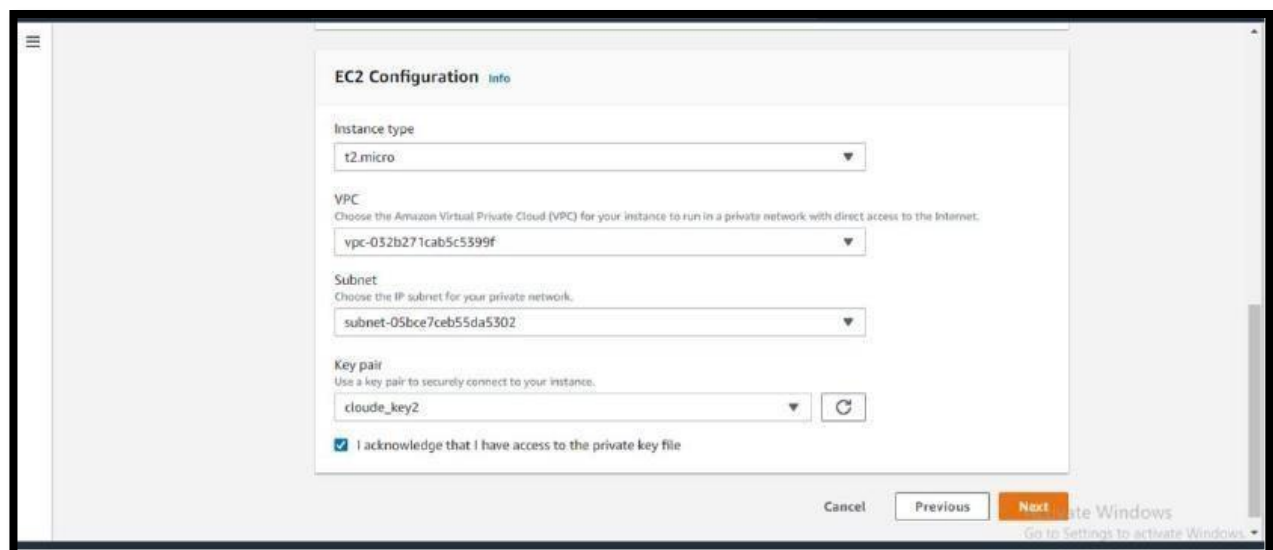 EC2 Configuration Info
Instance type
t2.micro
VPC
Choose the Amazon Virtual Private Cloud (VPC) for your instance to run in a private network with direct access to the Internet.
vpc-032b271cab5c5399f
Subnet
Choose the IP subnet for your private network.
subnet-05bce7ceb55da5302
Key pair
Use a key pair to securely connect to your instance.
cloude_key2
I acknowledge that I have access to the private key file
Cancel Previous Next
Activate Windows
Go to Settings to activate Windows.